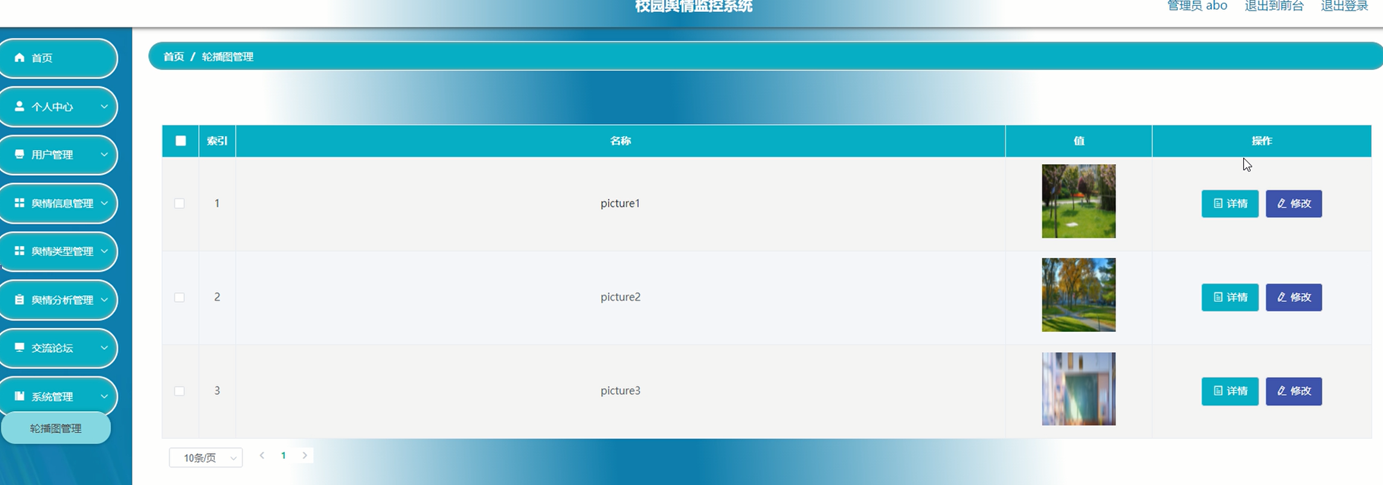 校园舆情监控系统
管理员 abo 退出到前台 退出登录
首页
个人中心
用户管理
舆情信息管理
舆情类型管理
舆情分析管理
交流论坛
系统管理
轮播图管理
首页 / 轮播图管理
索引 名称 值 操作
1 picture1 详情 修改
2 picture2 详情 修改
3 picture3 详情 修改
10条/页 1